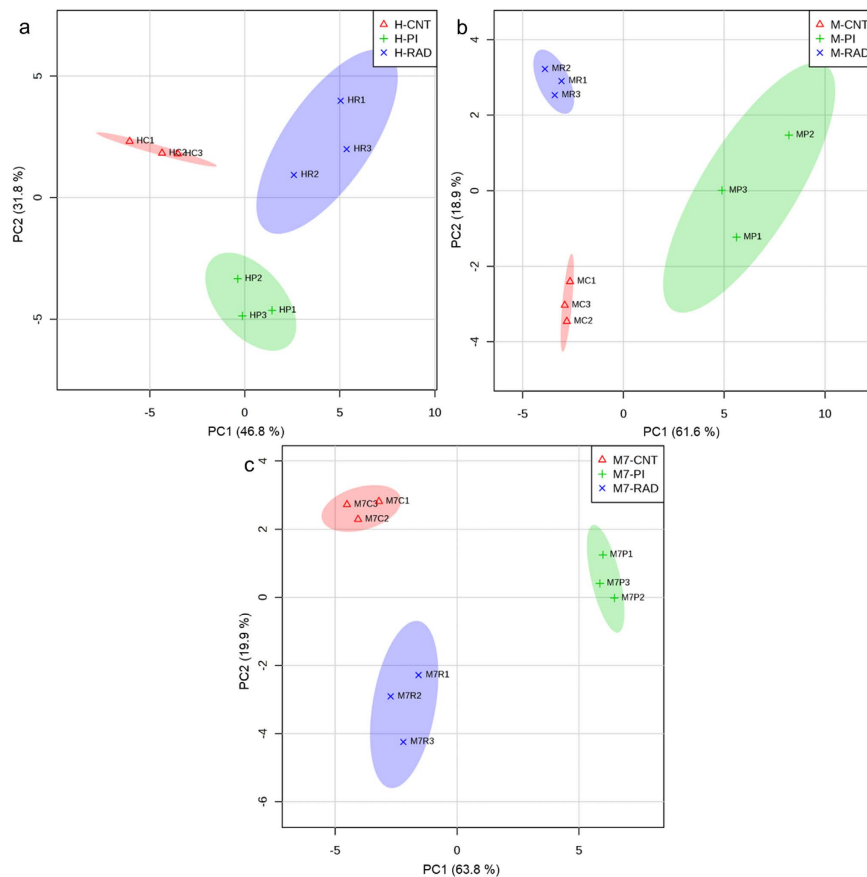 a
H-CNT
H-PI
H-RAD
5
0
-5
PC2 (31.8 %)
HC1
HC2
HC3
HR1
HR3
HR2
HP2
HP1
HP3
-5
0
5
10
PC1 (46.8 %)
b
M-CNT
M-PI
M-RAD
4
2
0
-2
-4
PC2 (18.9 %)
MR2
MR1
MR3
MP2
MP3
MP1
MC1
MC3
MC2
-5
0
5
10
PC1 (61.6 %)
c
M7-CNT
M7-PI
M7-RAD
4
2
0
-2
-4
-6
PC2 (19.9 %)
M7C3
M7C1
M7C2
M7P1
M7P3
M7P2
M7R1
M7R2
M7R3
-5
0
5
PC1 (63.8 %)